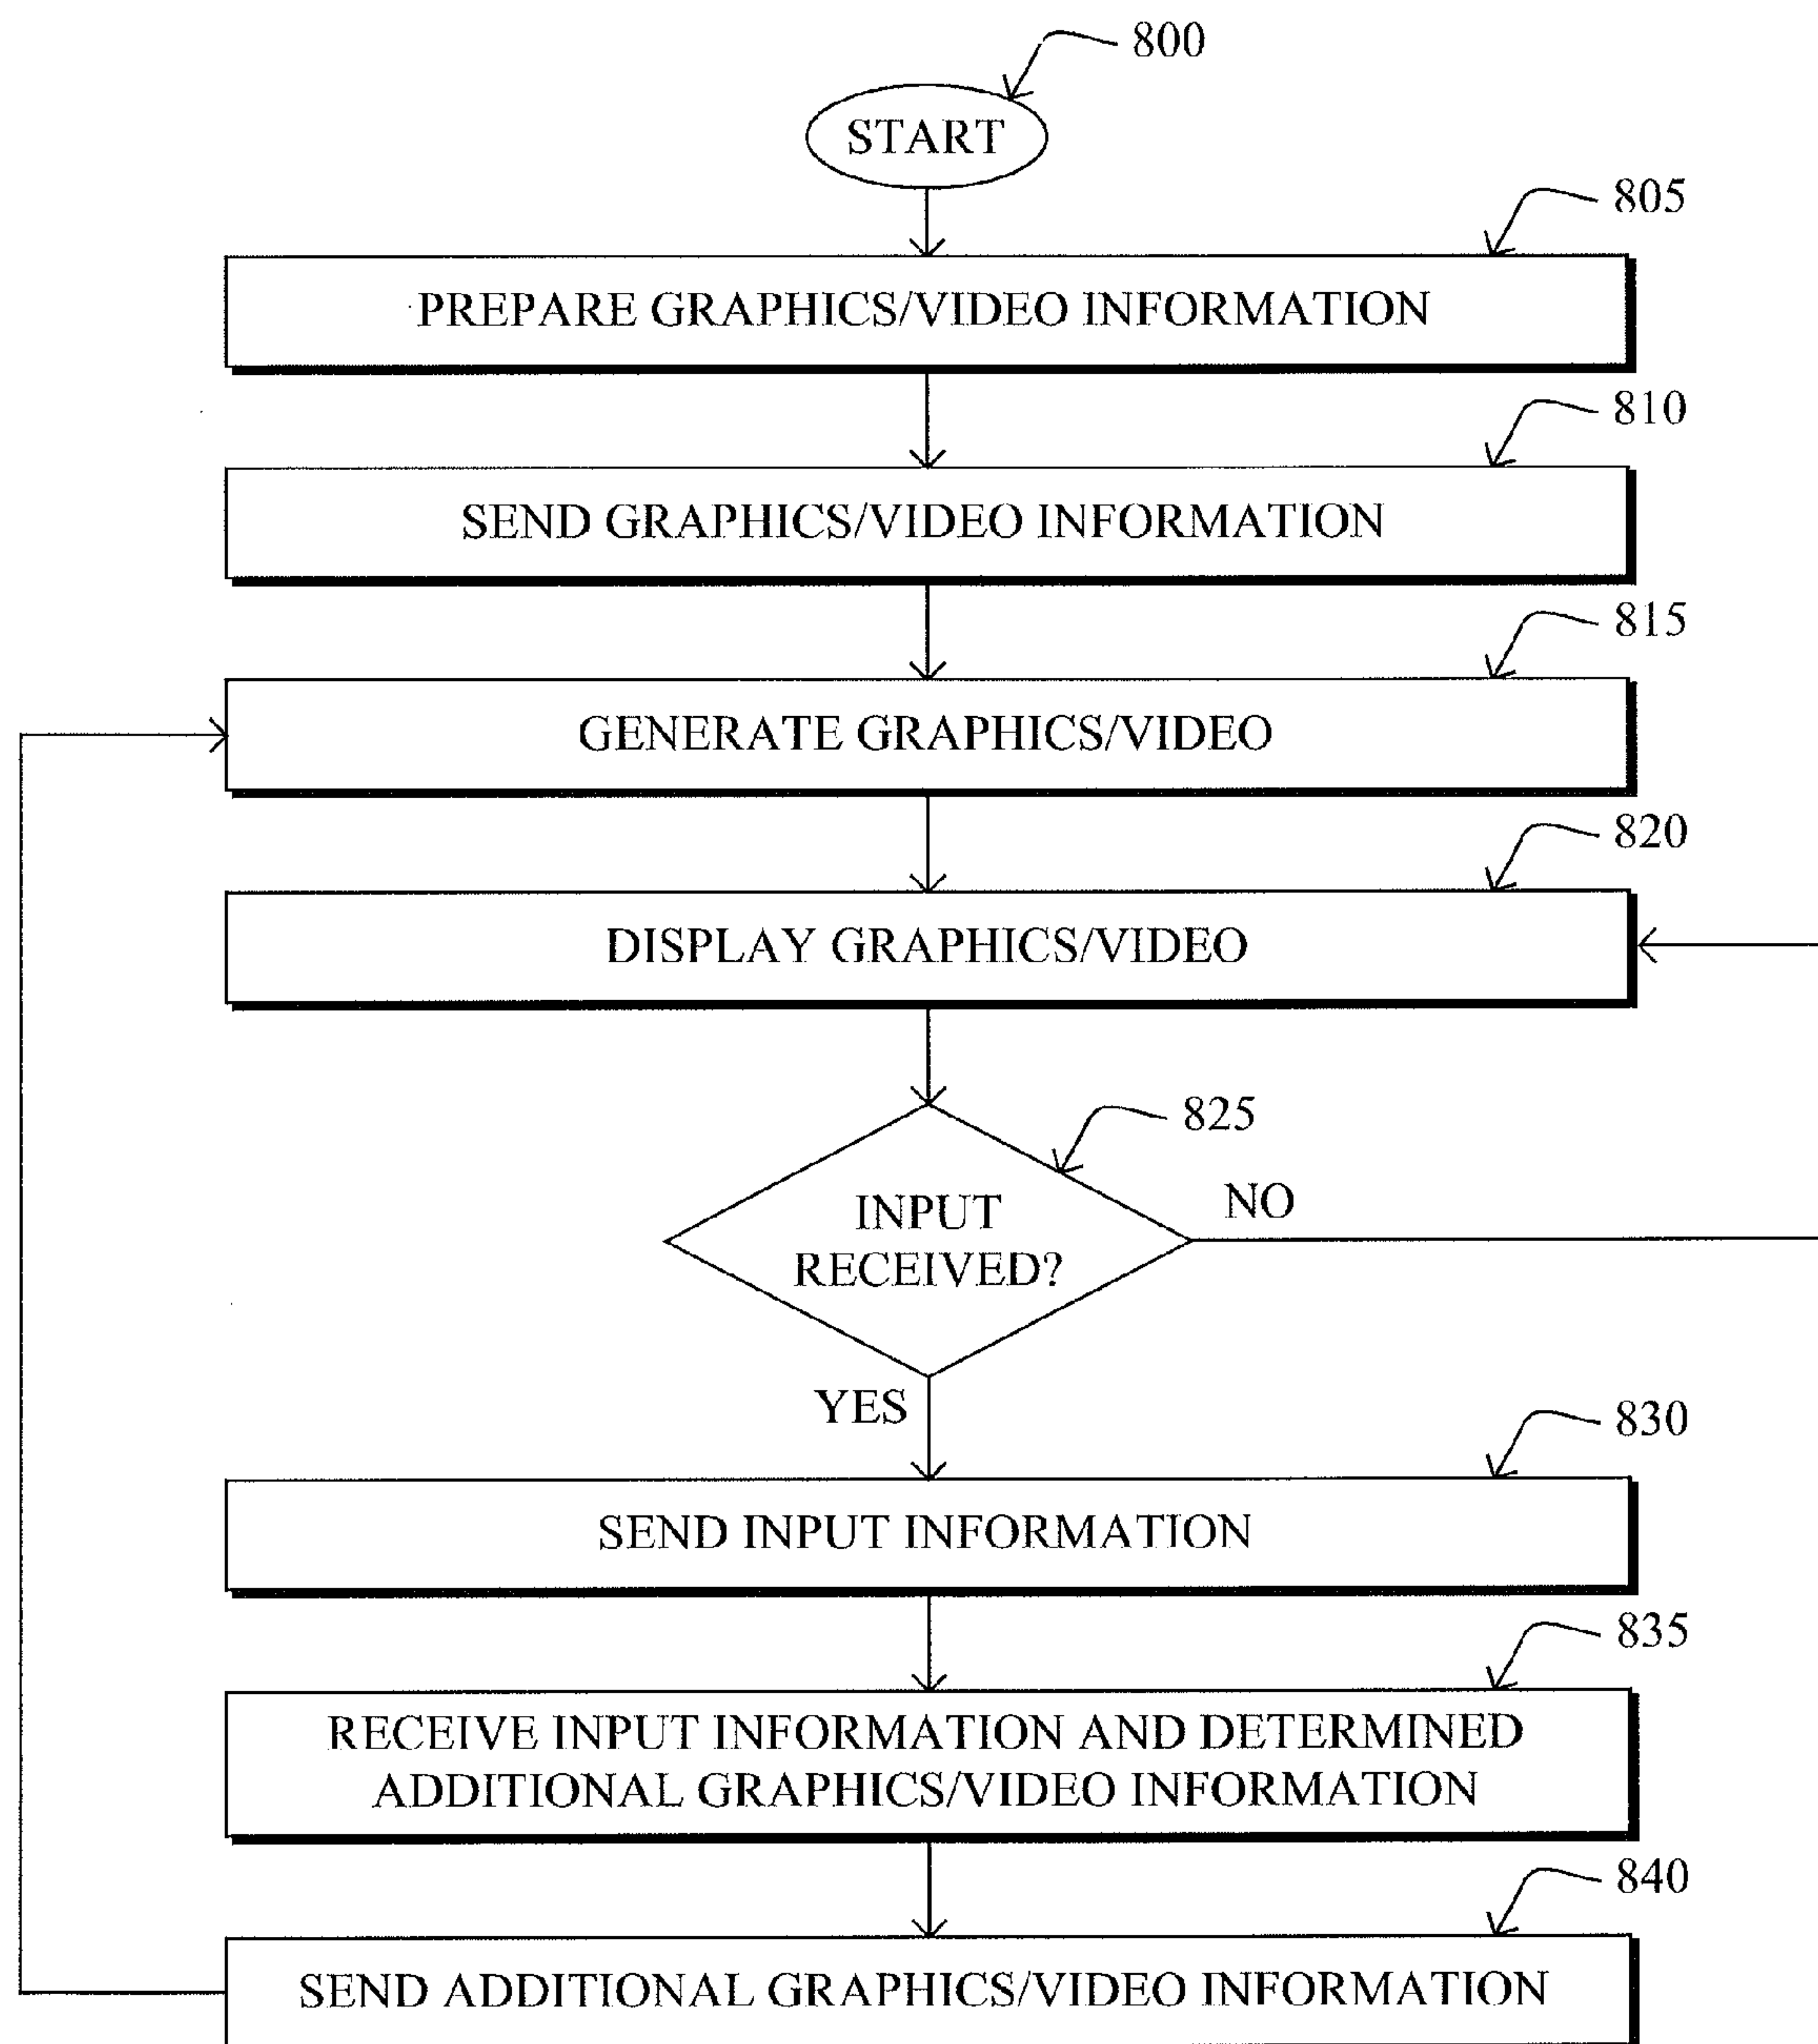 800
START
805
PREPARE GRAPHICS/VIDEO INFORMATION
810
SEND GRAPHICS/VIDEO INFORMATION
815
GENERATE GRAPHICS/VIDEO
820
DISPLAY GRAPHICS/VIDEO
825
INPUT
RECEIVED?
NO
YES
830
SEND INPUT INFORMATION
835
RECEIVE INPUT INFORMATION AND DETERMINED
ADDITIONAL GRAPHICS/VIDEO INFORMATION
840
SEND ADDITIONAL GRAPHICS/VIDEO INFORMATION